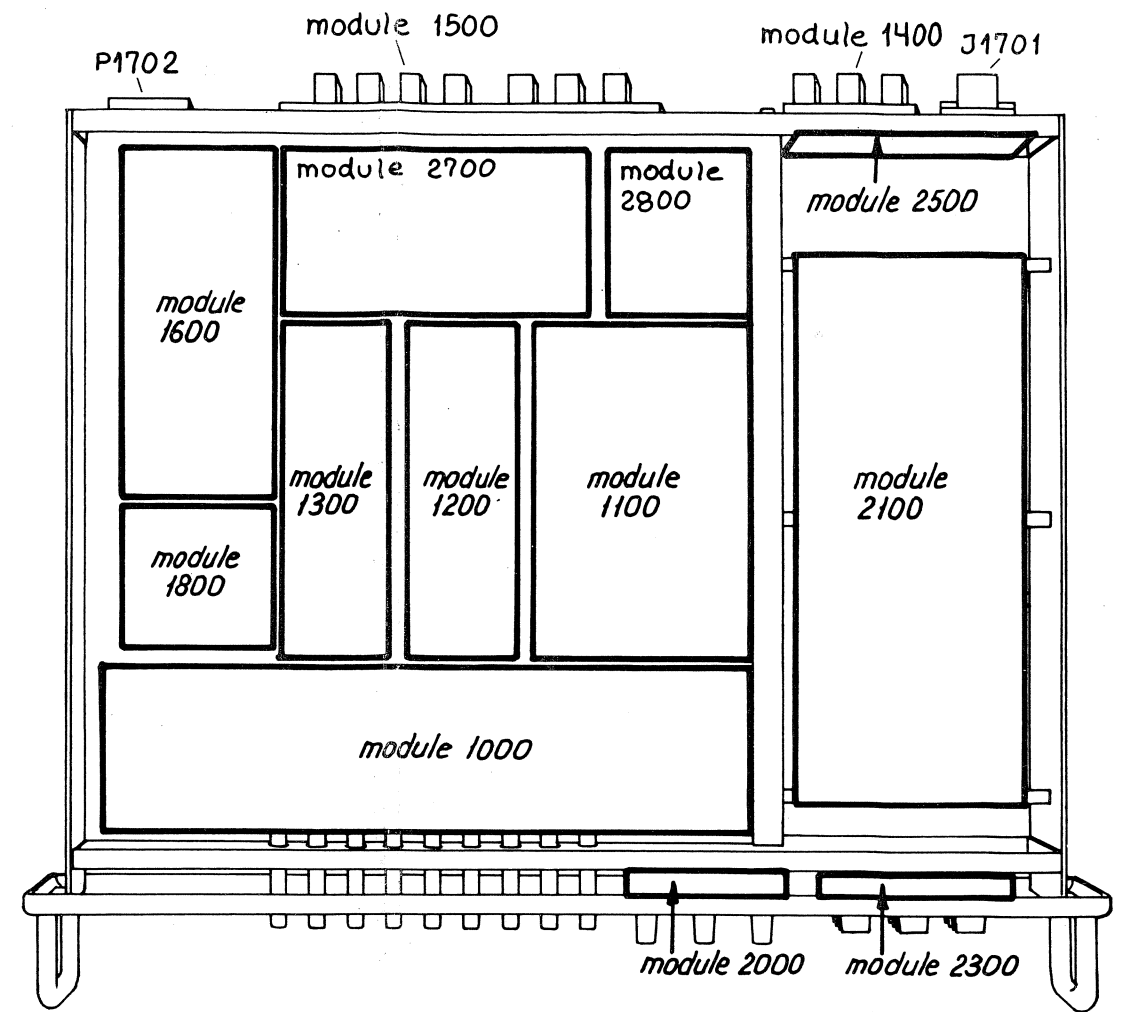 module 1500
module 1400
J1701
P1702
module 2700
module
2800
module 2500
module
1600
module
1300
module
1200
module
1100
module
2100
module
1800
module 1000
module 2000
module 2300